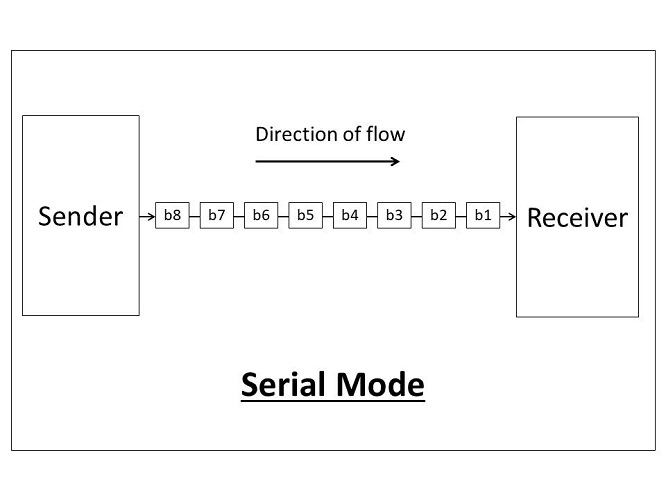 Direction of flow
Sender
b8 b7 b6 b5 b4 b3 b2 b1
Receiver
Serial Mode